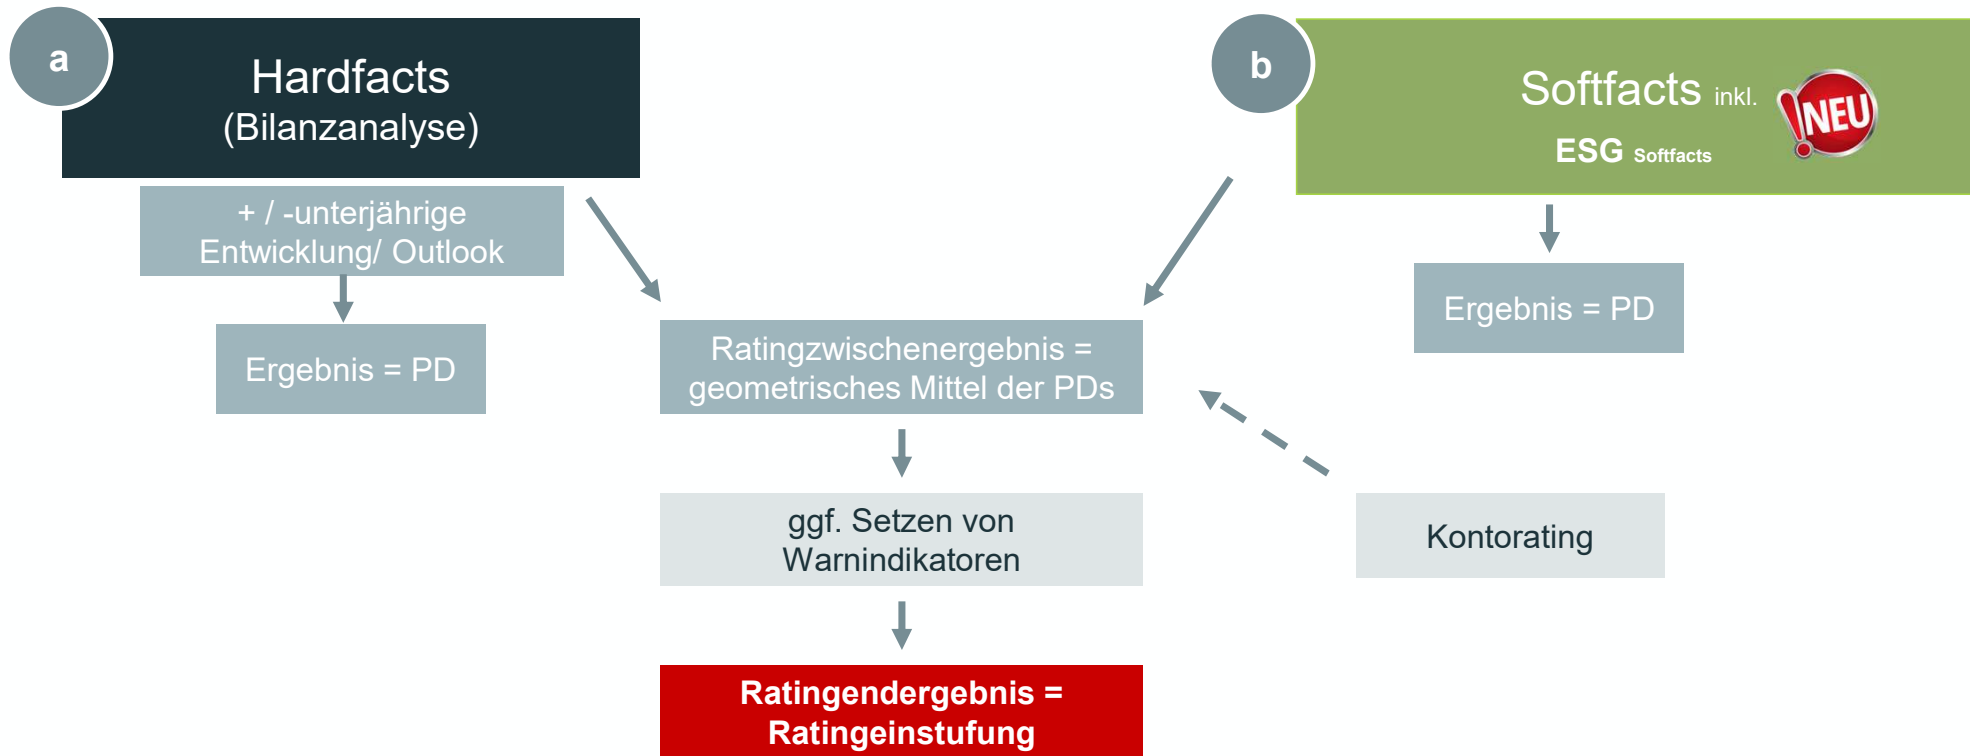 a
Hardfacts
(Bilanzanalyse)
+ / -unterjährige
Entwicklung/ Outlook
Ergebnis = PD
b
Softfacts inkl.
ESG Softfacts
!NEU
Ergebnis = PD
Ratingzwischenergebnis =
geometrisches Mittel der PDs
ggf. Setzen von
Warnindikatoren
Kontorating
Ratingendergebnis =
Ratingeinstufung